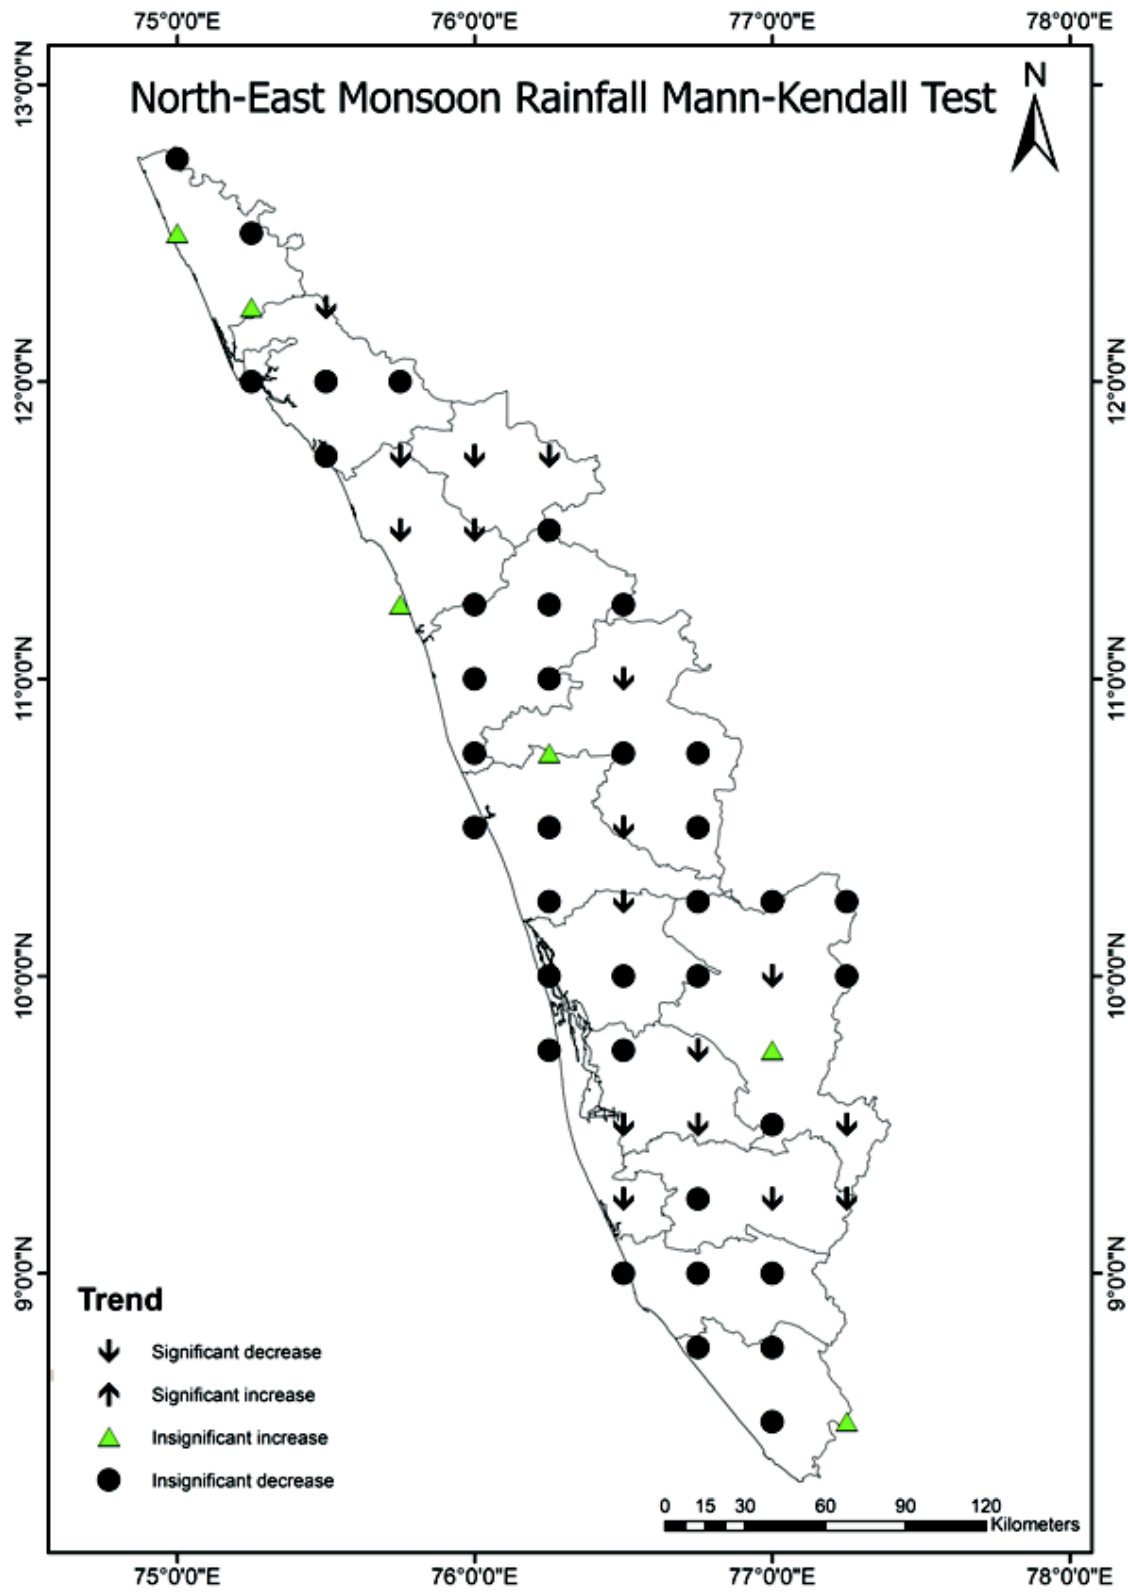 75°0'0"E 76°0'0"E 77°0'0"E 78°0'0"E
North-East Monsoon Rainfall Mann-Kendall Test
N
13°0'0"N
12°0'0"N 12°0'0"N
11°0'0"N 11°0'0"N
10°0'0"N 10°0'0"N
9°0'0"N 9°0'0"N
Trend
Significant decrease
Significant increase
Insignificant increase
Insignificant decrease
0 15 30 60 90 120
Kilometers
75°0'0"E 76°0'0"E 77°0'0"E 78°0'0"E